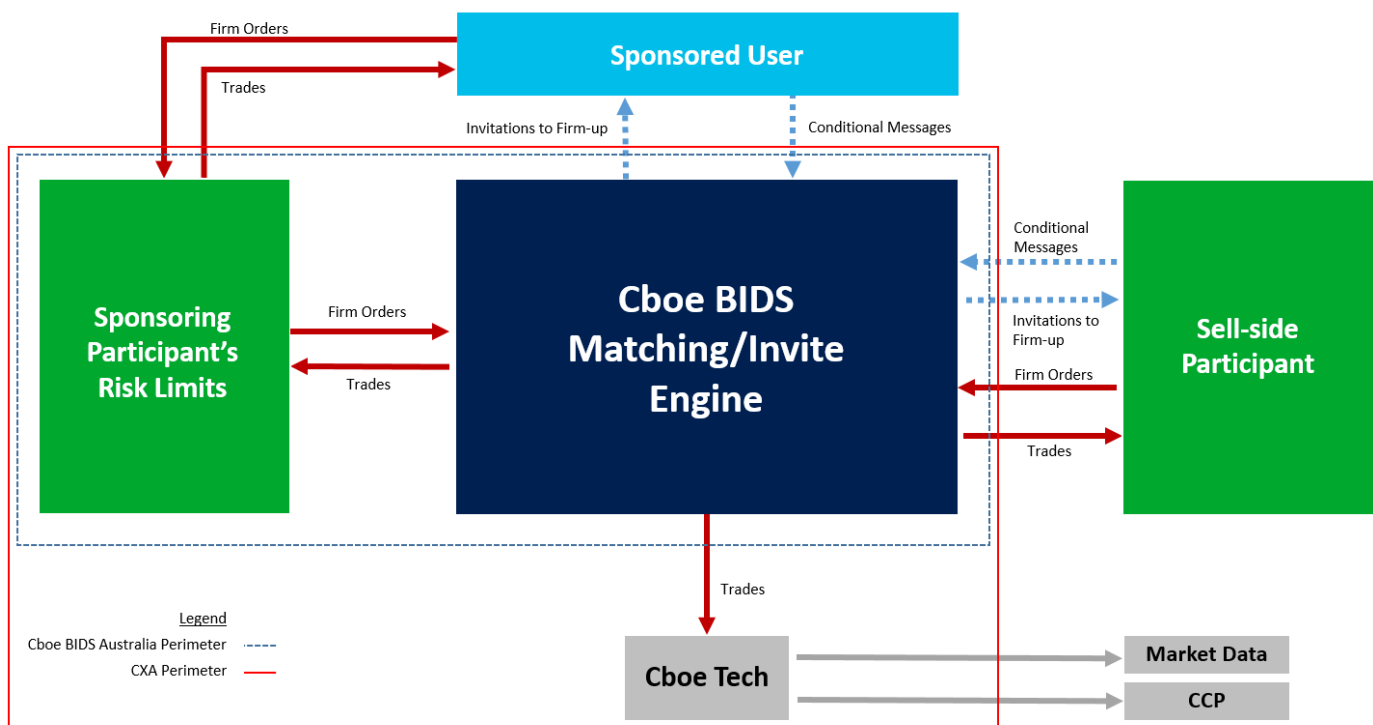 Firm Orders
Sponsored User
Trades
Invitations to Firm-up
Conditional Messages
Sponsoring
Participant's
Risk Limits
Firm Orders
Trades
Cboe BIDS
Matching/Invite
Engine
Conditional
Messages
Invitations to
Firm-up
Firm Orders
Trades
Sell-side
Participant
Trades
Legend
Cboe BIDS Australia Perimeter
CXA Perimeter
Cboe Tech
Market Data
CCP